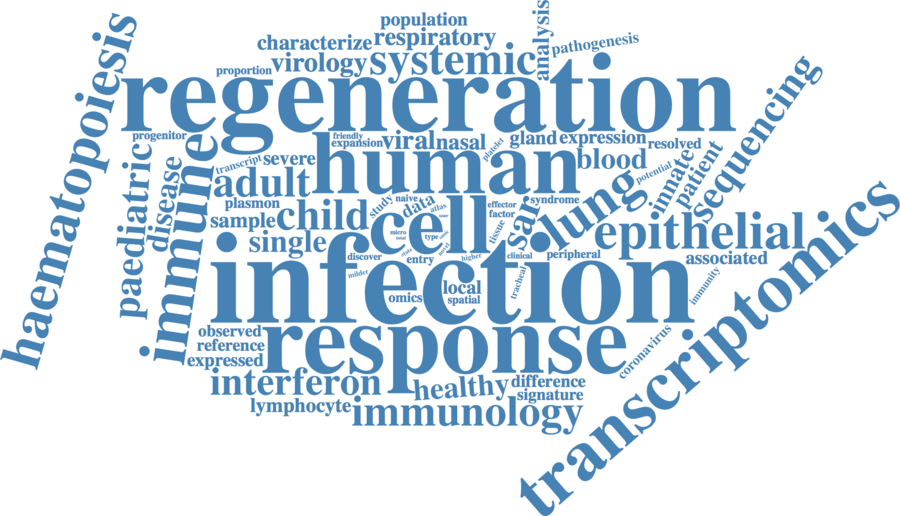 population
characterize
respiratory
analysis
pathogenesis
proportion
virology
systemic
haematopoiesis
regeneration
progenitor
friendly
expansion
viral
nasal
platelet
gland
expression
resolved
sequencing
immune
paediatric
disease
transcript
severe
human
blood
potential
innate
patient
adult
plasmon
sample
child
study
naive
data
atlas
effector
factor
syndrome
sars
lung
epithelial
single
cell
micro
total
type
tissue
discover
entry
higher
clinical
peripheral
associated
milder
infection
omics
local
spatial
tracheal
immunity
transcriptomics
observed
reference
expressed
response
coronavirus
interferon
healthy
difference
signature
lymphocyte
immunology